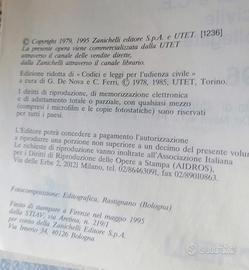 © Copyright 1979, 1995 Zanichelli editore S.p.A. e UTET. [1236]
La presente opera viene commercializzata dalla UTET
attraverso il canale delle vendite dirette,
dalla Zanichelli attraverso il canale librario.
Edizione ridotta di «Codici e leggi per l'udienza civile»
a cura di G. De Nova e C. Ferri, © 1978, 1985, UTET, Torino.
I diritti di riproduzione, di memorizzazione elettronica
e di adattamento totale o parziale, con qualsiasi mezzo
(compresi i microfilm e le copie fotostatiche) sono riservati
per tutti i paesi.
L'Editore potrà concedere a pagamento l'autorizzazione
a riprodurre una porzione non superiore a un decimo del presente volu
Le richieste di riproduzione vanno inoltrate all'Associazione Italiana
per i Diritti di Riproduzione delle Opere a Stampa (AIDROS),
Via delle Erbe 2, 20121 Milano, tel. 02/86463091, fax 02/89010863.
Fotocomposizione: Editografica, Rastignano (Bologna)
Finito di stampare a Firenze nel maggio 1995
dalla STIAV, via Aretina,
per conto della Zanichelli Editore S.p.A.
Via Irnerio 34, 40126 Bologna
subito